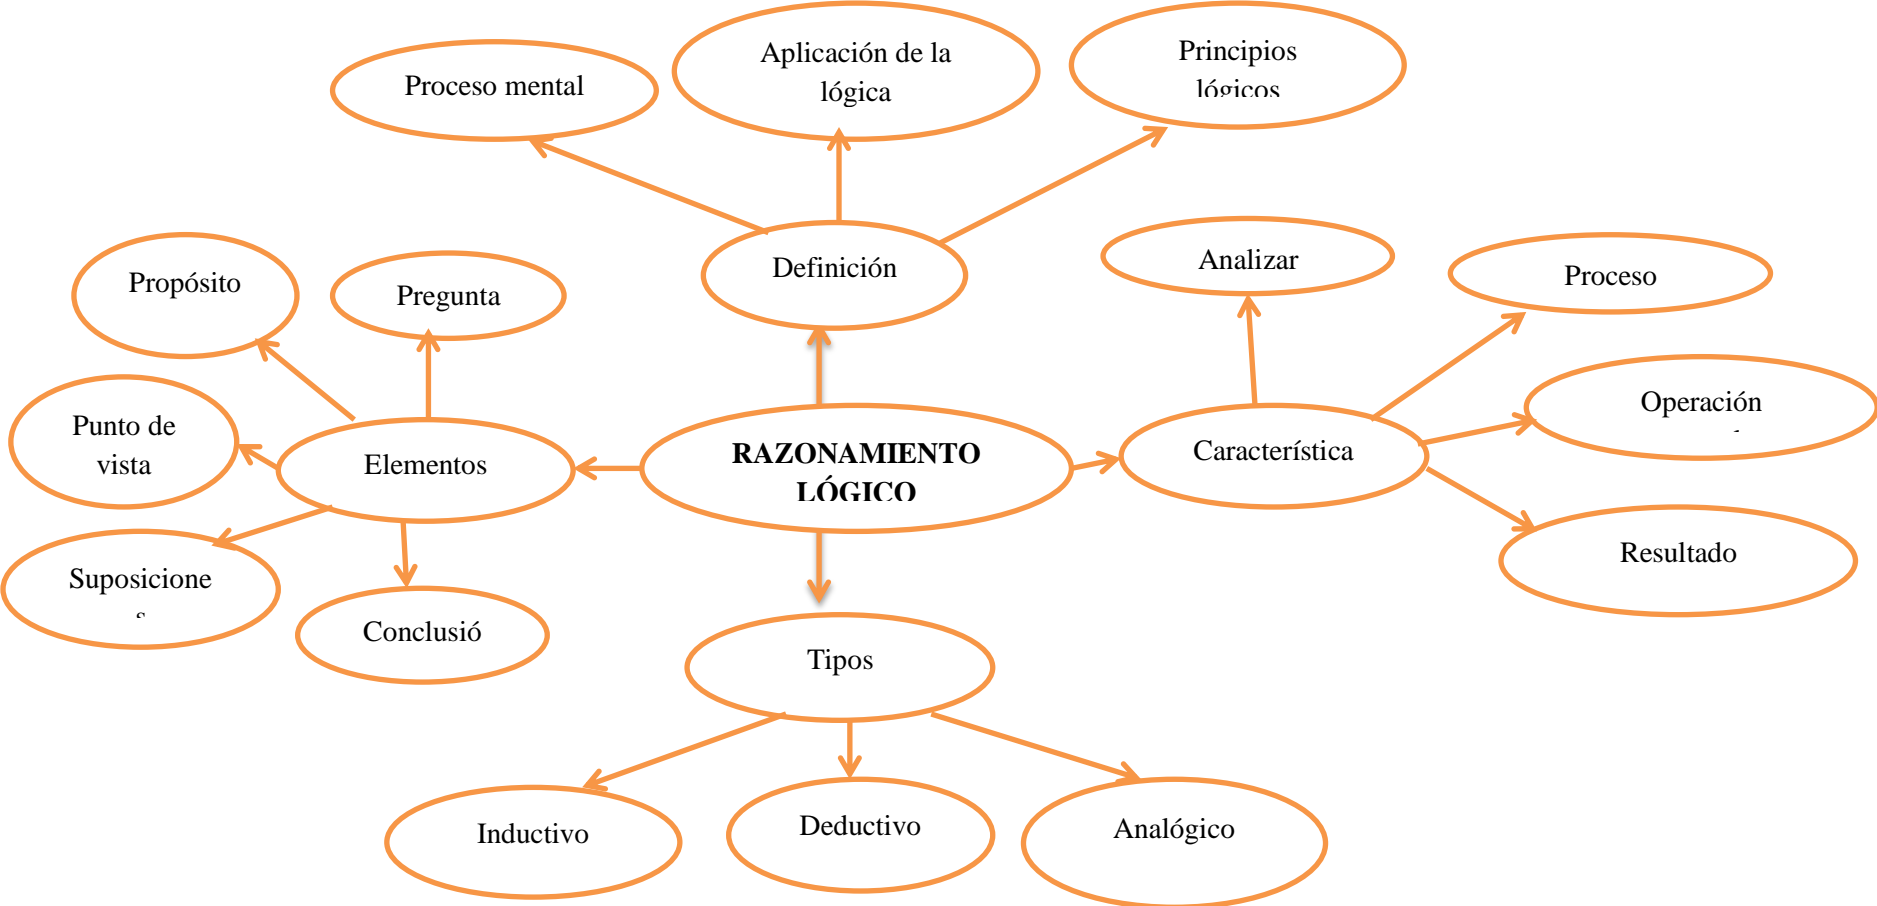 Proceso mental
Aplicación de la
lógica
Principios
lógicos
Definición
Analizar
Proceso
Propósito
Pregunta
Operación
Punto de
vista
Elementos
RAZONAMIENTO
LÓGICO
Característica
Suposicione
s
Conclusió
Resultado
Tipos
Inductivo
Deductivo
Analógico